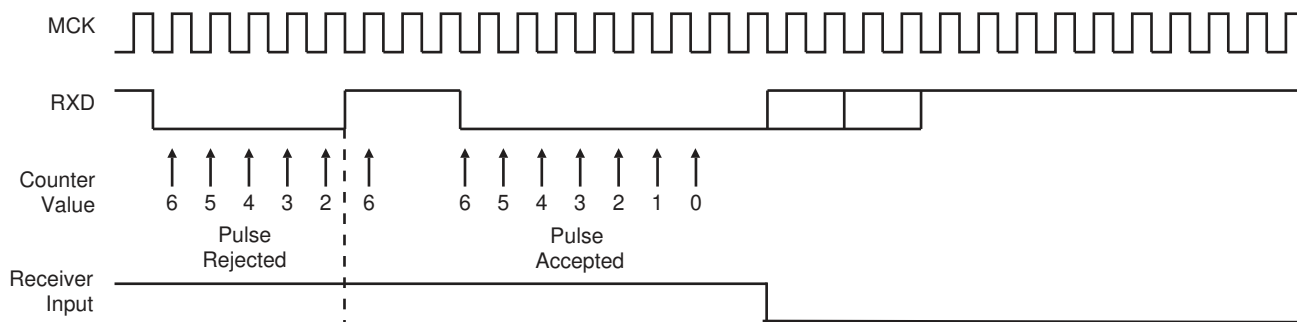 MCK
RXD
Counter
Value
6 5 4 3 2 6 6 5 4 3 2 1 0
Pulse
Rejected
Pulse
Accepted
Receiver
Input